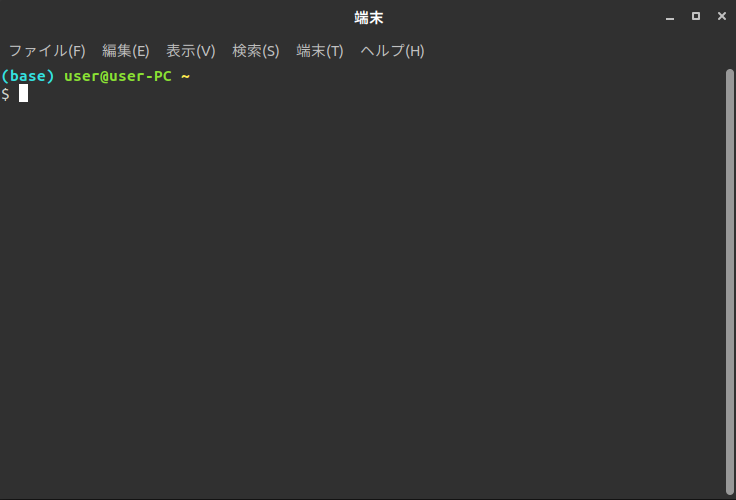 端末
ファイル(F) 編集(E) 表示(V) 検索(S) 端末(T) ヘルプ(H)
(base) user@user-PC ~
$